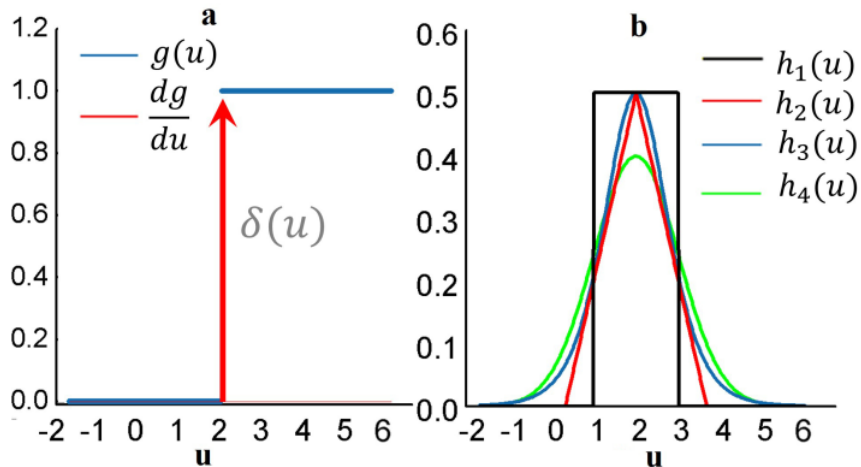 a
1.2
1.0
0.8
0.6
0.4
0.2
0.0
g(u)
dg
du
δ(u)
-2 -1 0 1 2 3 4 5 6
u
b
0.6
0.5
0.4
0.3
0.2
0.1
0.0
h₁(u)
h₂(u)
h₃(u)
h₄(u)
-2 -1 0 1 2 3 4 5 6
u